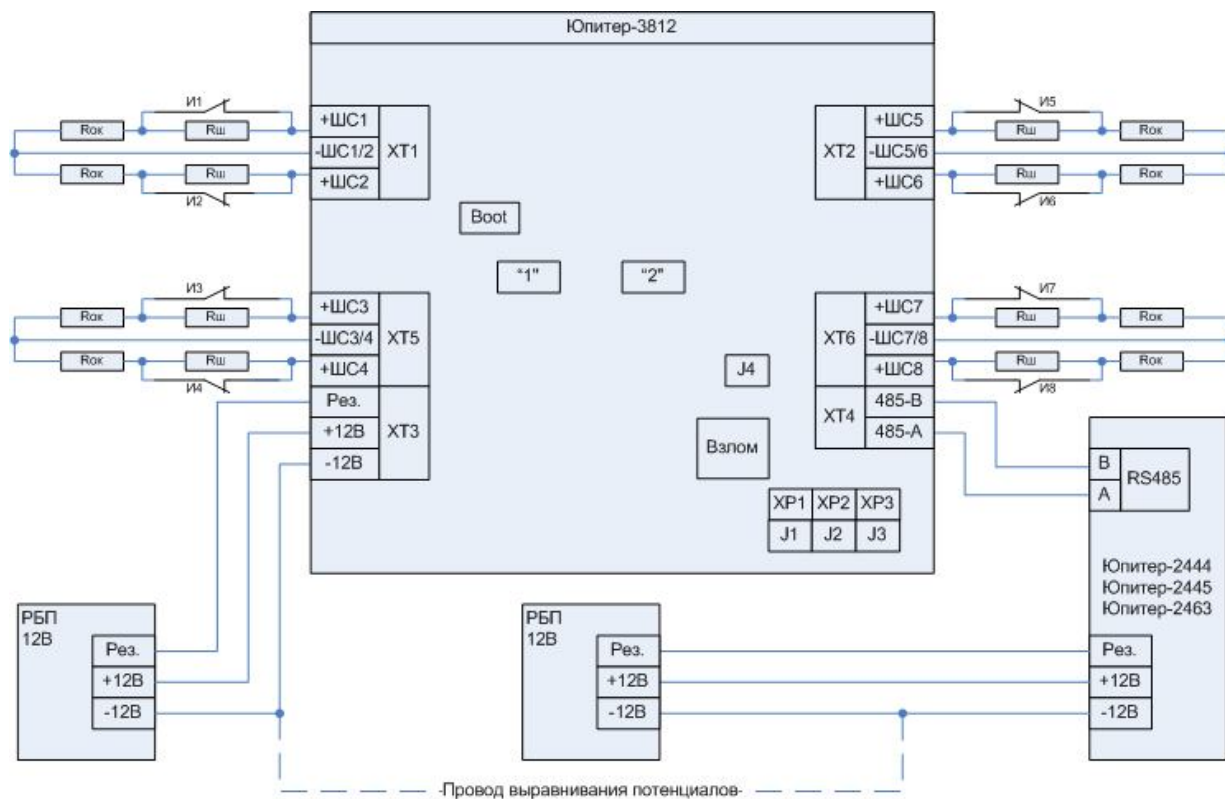 Юпитер-3812
И1
Rок
Rш
+ШС1
-ШС1/2
+ШС2
XT1
Rок
Rш
И2
И5
+ШС5
-ШС5/6
+ШС6
XT2
Rш
Rок
Rш
Rок
И6
Boot
"1"
"2"
И3
Rок
Rш
+ШС3
-ШС3/4
+ШС4
XT5
Rок
Rш
И4
И7
+ШС7
-ШС7/8
+ШС8
XT6
Rш
Rок
Rш
Rок
И8
J4
Рез.
+12В
-12В
XT3
485-B
485-A
XT4
Взлом
XP1 XP2 XP3
J1 J2 J3
B
A
RS485
Юпитер-2444
Юпитер-2445
Юпитер-2463
Рез.
+12В
-12В
РБП
12В
Рез.
+12В
-12В
РБП
12В
Рез.
+12В
-12В
-Провод выравнивания потенциалов-